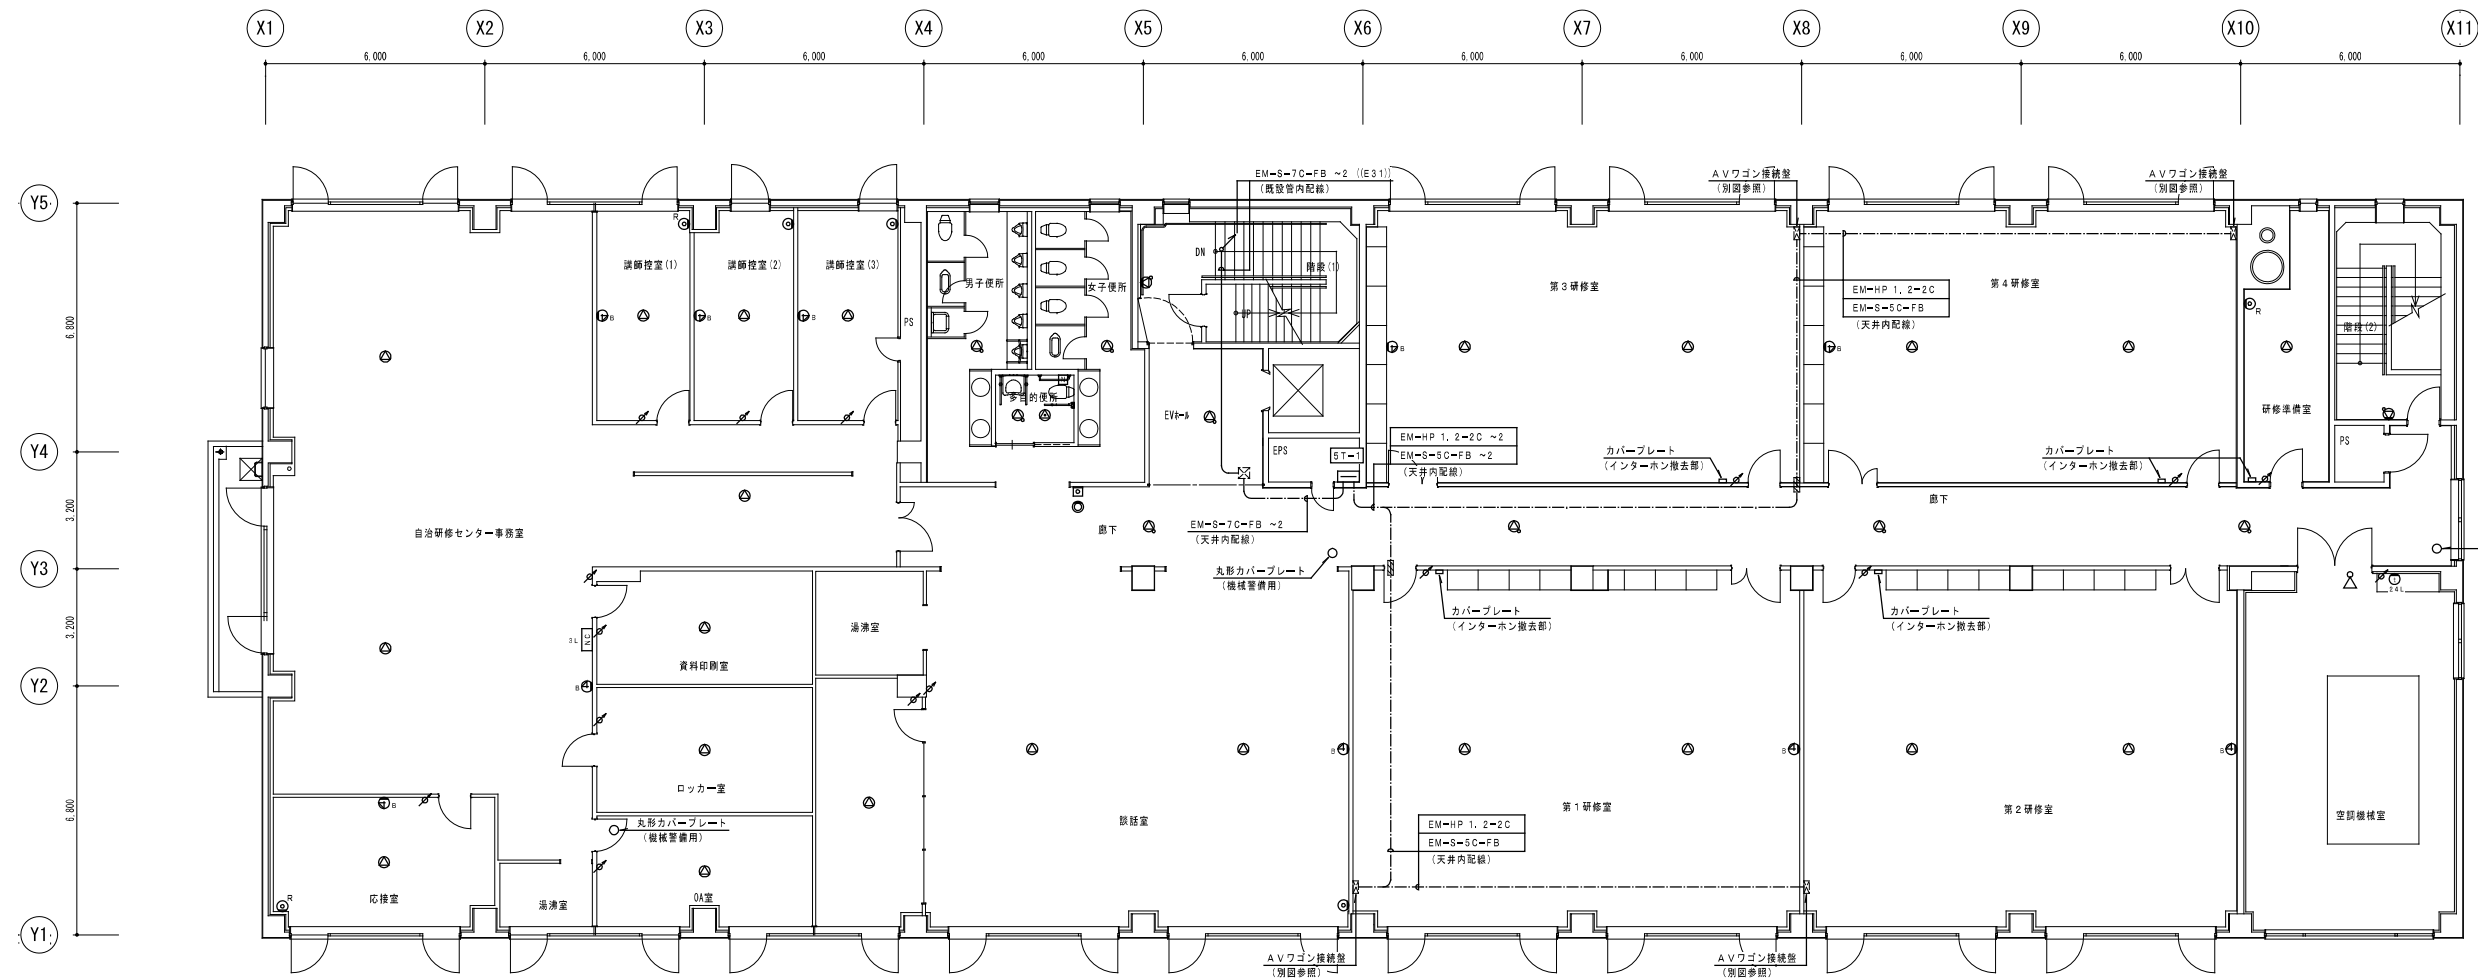 X1 X2 X3 X4 X5 X6 X7 X8 X9 X10 X11
6,000 6,000 6,000 6,000 6,000 6,000 6,000 6,000 6,000 6,000
EM-S-7C-FB ~2 ((E31))
(既設管内配線)
AVワゴン接続盤
(別図参照)
AVワゴン接続盤
(別図参照)
Y5
R
講師控室(1)
講師控室(2)
講師控室(3)
男子便所
女子便所
DN
階段(1)
UP
第3研修室
第4研修室
EM-HP 1.2-2C
EM-S-5C-FB
(天井内配線)
R
階段(2)
PS
B
B
B
B
B
6,800
多目的便所
EVホール
研修準備室
Y4
EM-HP 1.2-2C ~2
EM-S-5C-FB ~2
(天井内配線)
EPS
5T-1
カバープレート
(インターホン撤去部)
カバープレート
(インターホン撤去部)
PS
3,200
自治研修センター事務室
廊下
EM-S-7C-FB ~2
(天井内配線)
廊下
Y3
丸形カバープレート
(機械警備用)
24L
カバープレート
(インターホン撤去部)
カバープレート
(インターホン撤去部)
3,200
3L
NC
湯沸室
資料印刷室
Y2
B
B
B
B
ロッカー室
6,800
B
丸形カバープレート
(機械警備用)
談話室
第1研修室
第2研修室
空調機械室
EM-HP 1.2-2C
EM-S-5C-FB
(天井内配線)
R
応接室
湯沸室
OA室
Y1
AVワゴン接続盤
(別図参照)
AVワゴン接続盤
(別図参照)